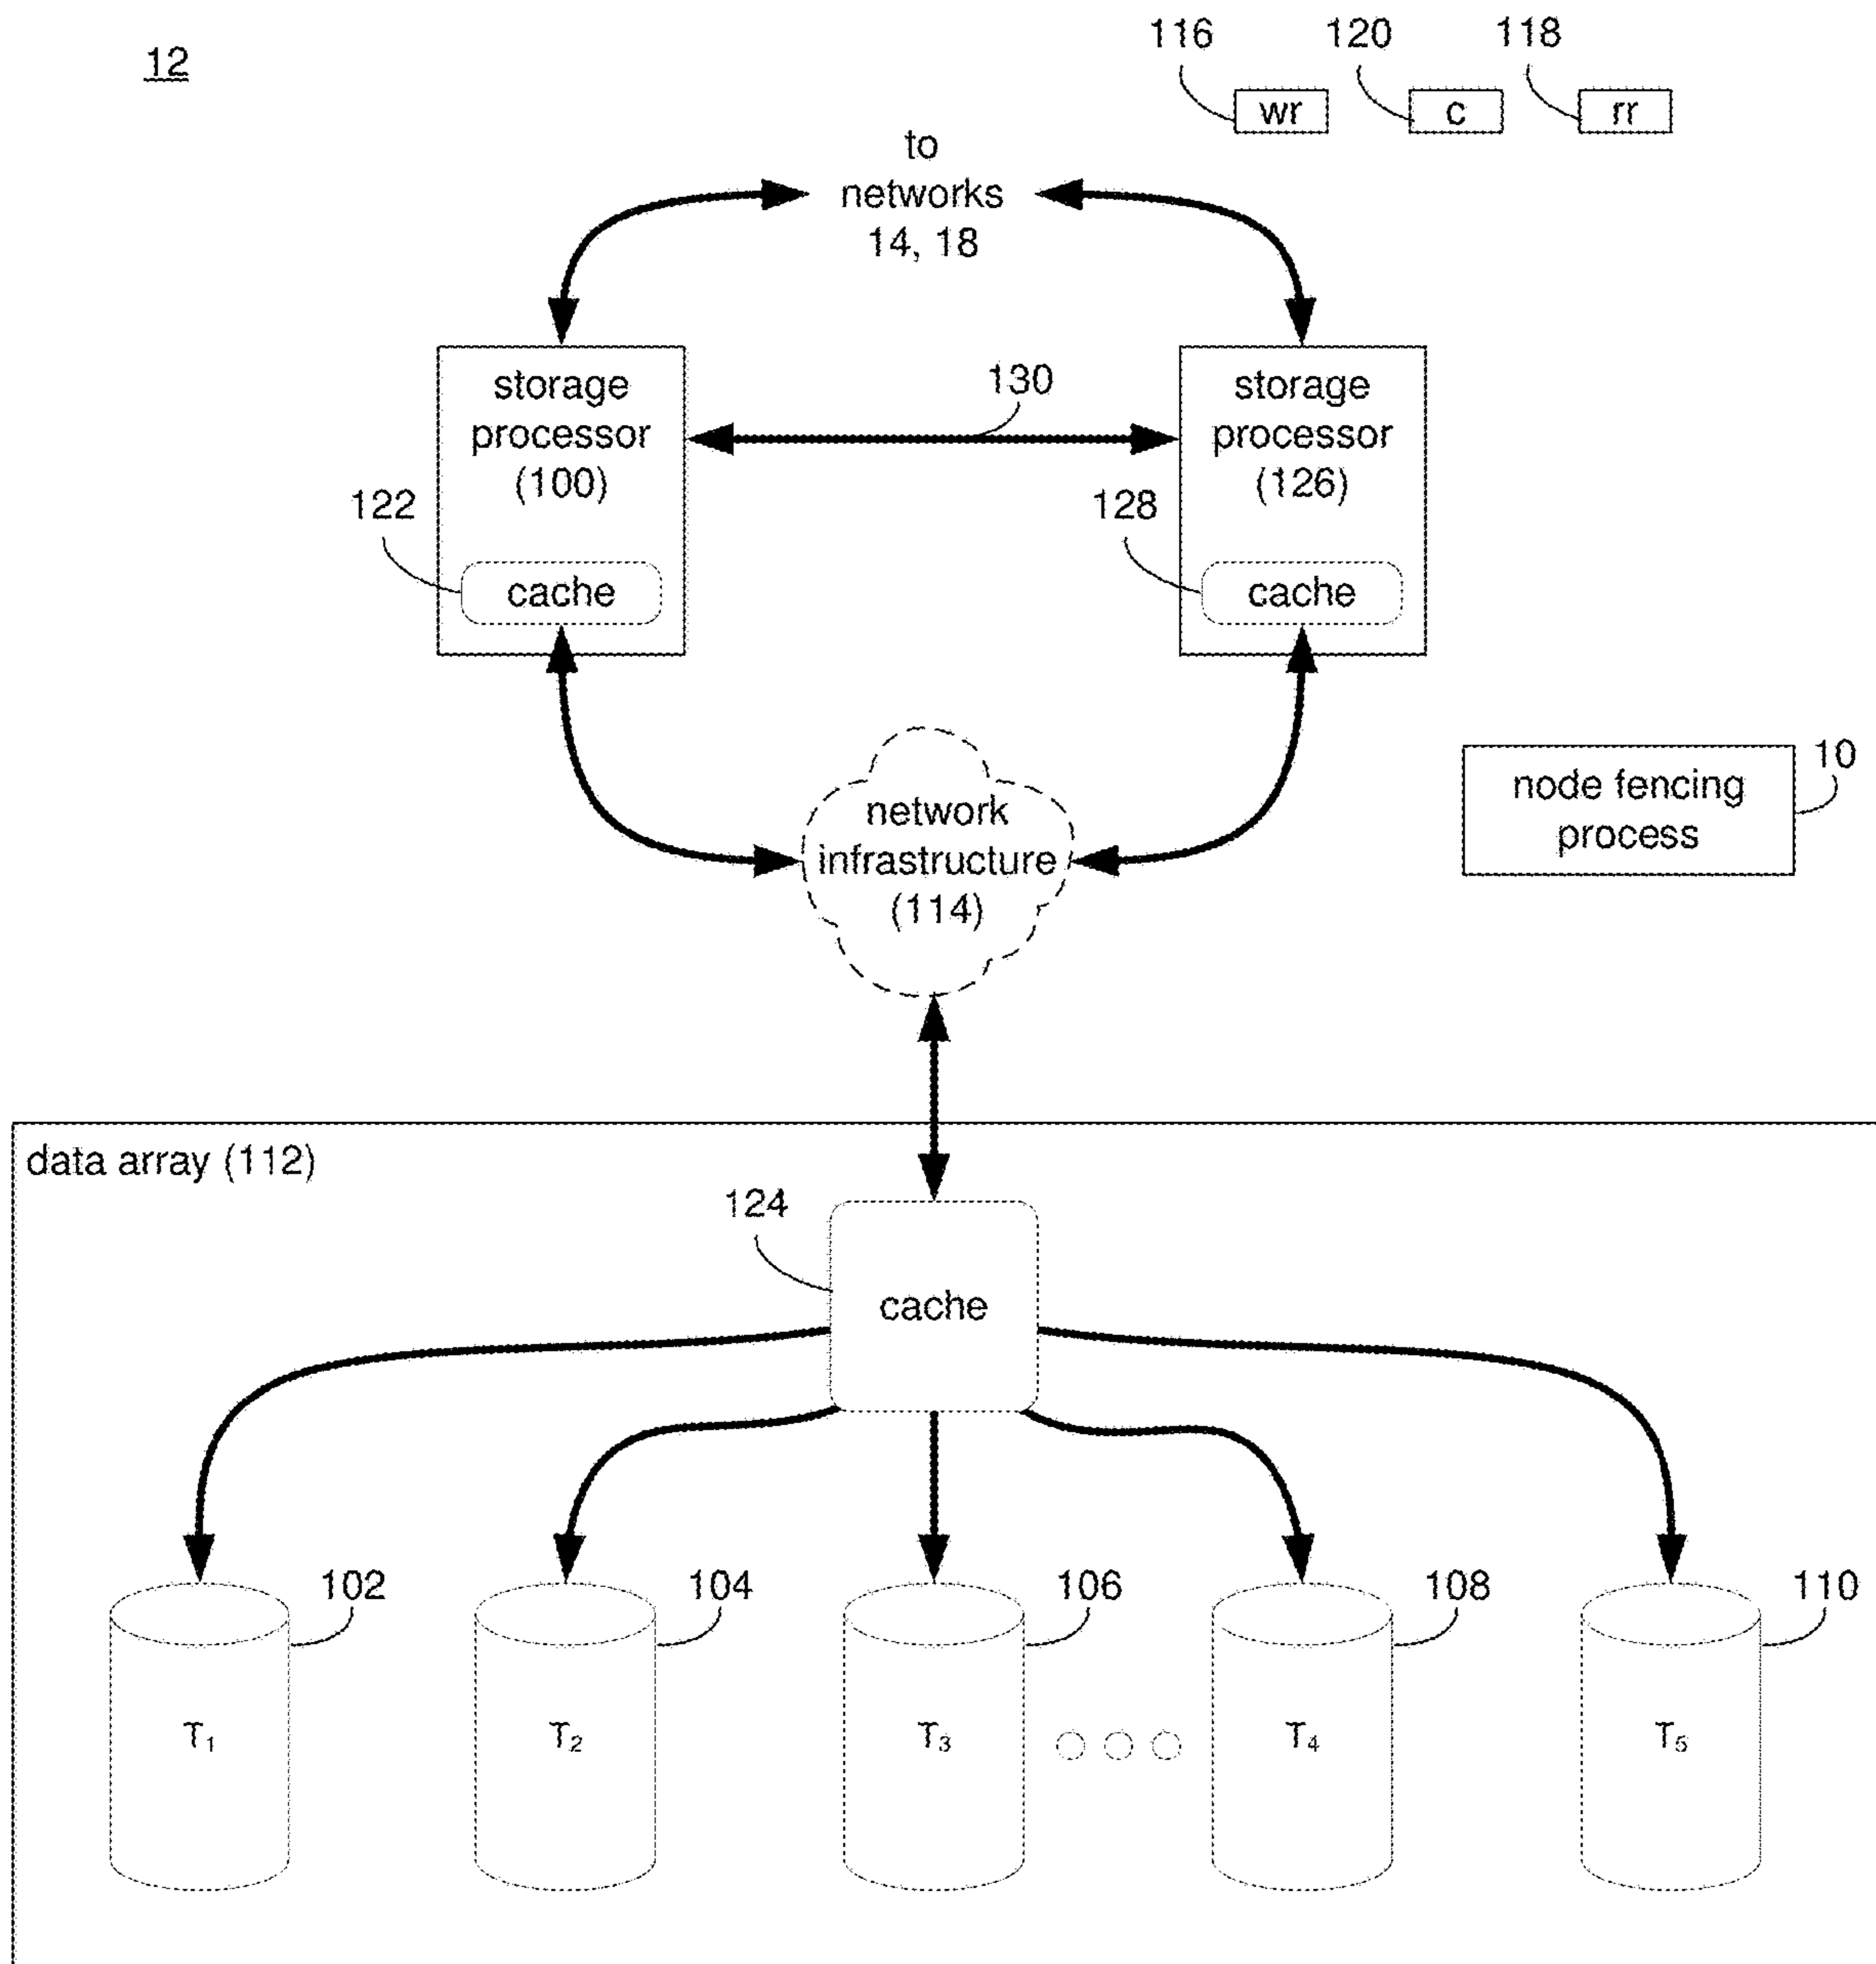 12
116
120
118
wr
c
rr
to
networks
14, 18
storage
processor
(100)
130
storage
processor
(126)
122
cache
128
cache
network
infrastructure
(114)
node fencing
process
10
data array (112)
124
cache
102
104
106
108
110
T₁
T₂
T₃
T₄
T₅